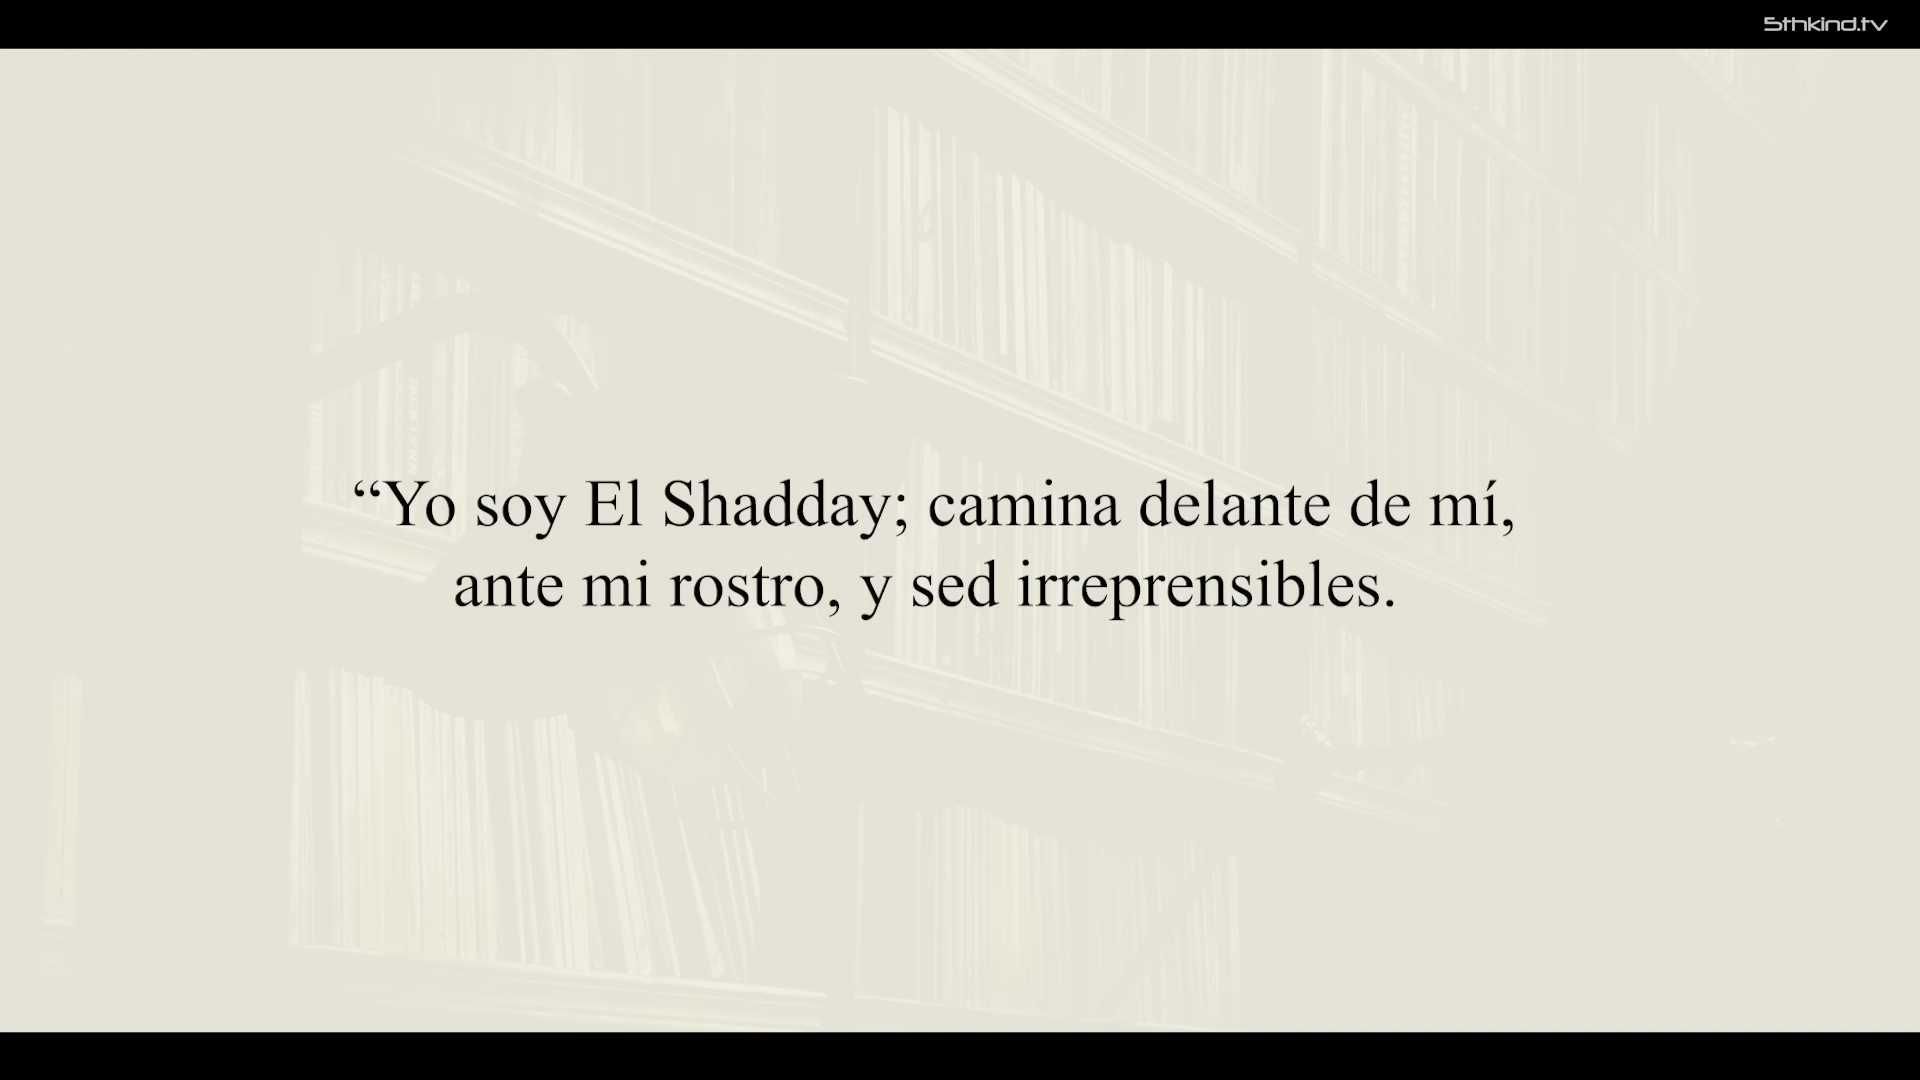 5thkind.tv
“Yo soy El Shadday; camina delante de mí,
ante mi rostro, y sed irreprensibles.